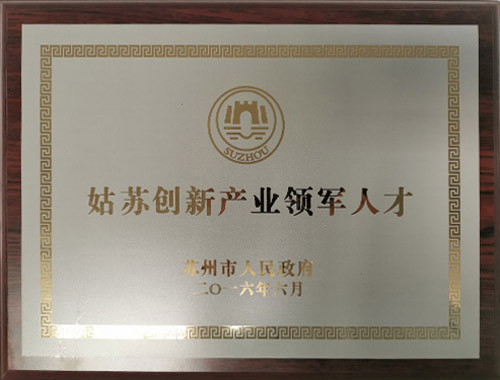 SUZHOU
姑苏创新产业领军人才
苏州市人民政府
二〇一六年六月